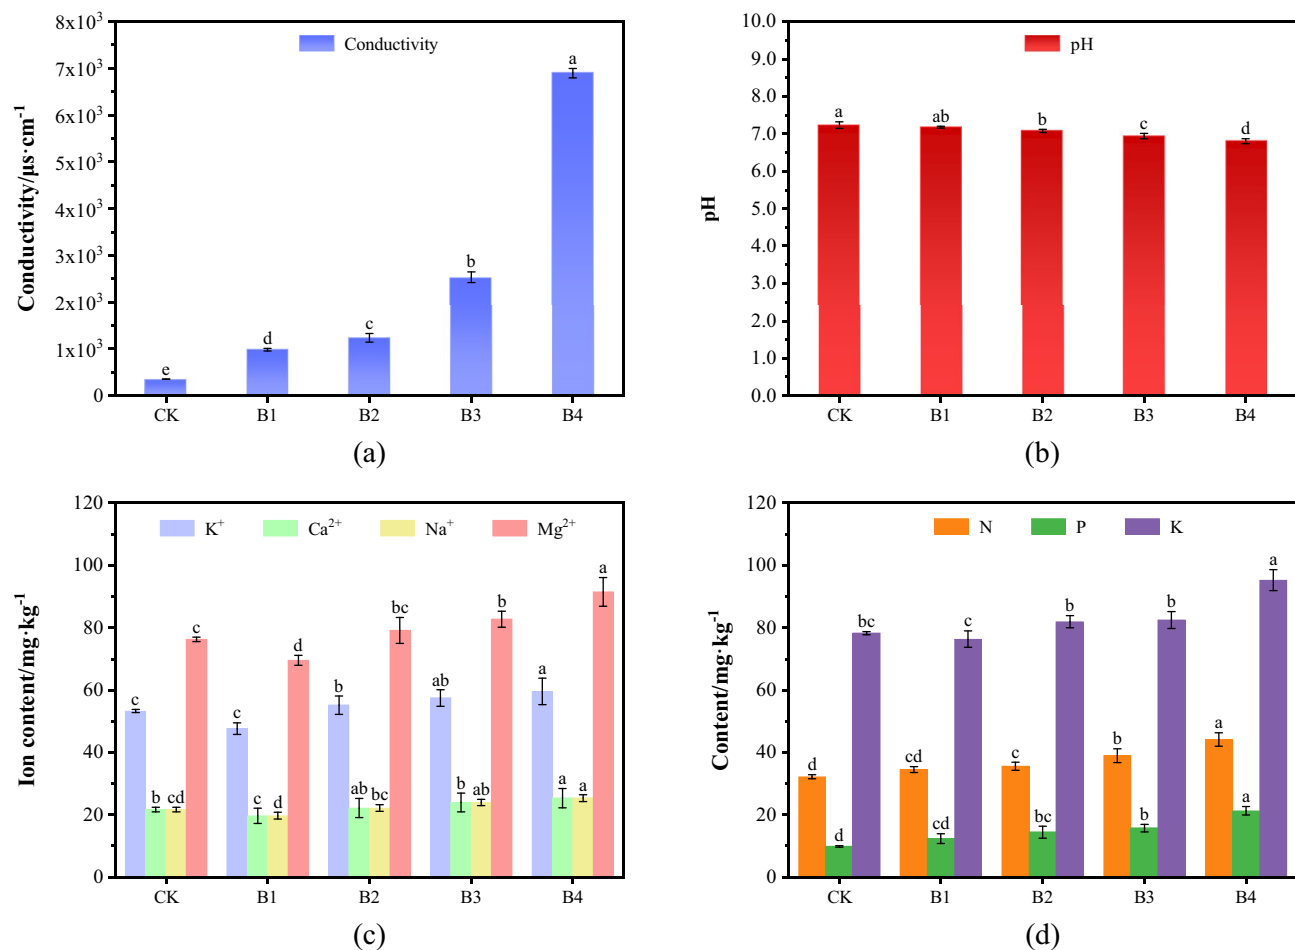 Conductivity/μs·cm⁻¹
8x10³
7x10³
6x10³
5x10³
4x10³
3x10³
2x10³
1x10³
0
Conductivity
e
d
c
b
a
CK B1 B2 B3 B4
(a)
pH
10.0
9.0
8.0
7.0
6.0
5.0
4.0
3.0
2.0
1.0
0.0
pH
a
ab
b
c
d
CK B1 B2 B3 B4
(b)
Ion content/mg·kg⁻¹
120
100
80
60
40
20
0
K⁺ Ca²⁺ Na⁺ Mg²⁺
c b cd c
c c d d
b ab bc bc
ab b ab b
a a a a
CK B1 B2 B3 B4
(c)
Content/mg·kg⁻¹
120
100
80
60
40
20
0
N P K
d d bc
cd cd c
c bc b
b b b
a a a
CK B1 B2 B3 B4
(d)